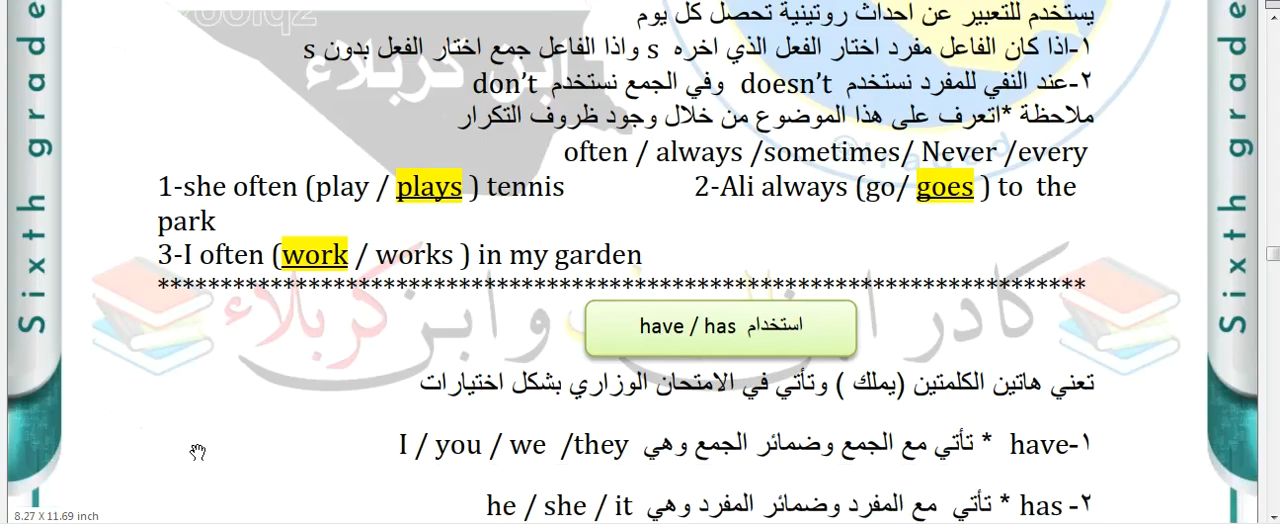 يستخدم للتعبير عن احداث روتينية تحصل كل يوم
١-اذا كان الفاعل مفرد اختار الفعل الذي اخره s واذا الفاعل جمع اختار الفعل بدون s
٢-عند النفي للمفرد نستخدم doesn’t وفي الجمع نستخدم don’t
ملاحظة *اتعرف على هذا الموضوع من خلال وجود ظروف التكرار
often / always /sometimes/ Never /every
1-she often (play / plays ) tennis 2-Ali always (go/ goes ) to the
park
3-I often (work / works ) in my garden
*****************************************************************************
استخدام have / has
تعني هاتين الكلمتين (يملك ) وتأتي في الامتحان الوزاري بشكل اختيارات
١-have * تأتي مع الجمع وضمائر الجمع وهي I / you / we /they
٢- has * تأتي مع المفرد وضمائر المفرد وهي he / she / it
Sixth grade
Sixth grade
ابن كربلاء
8.27 X 11.69 inch